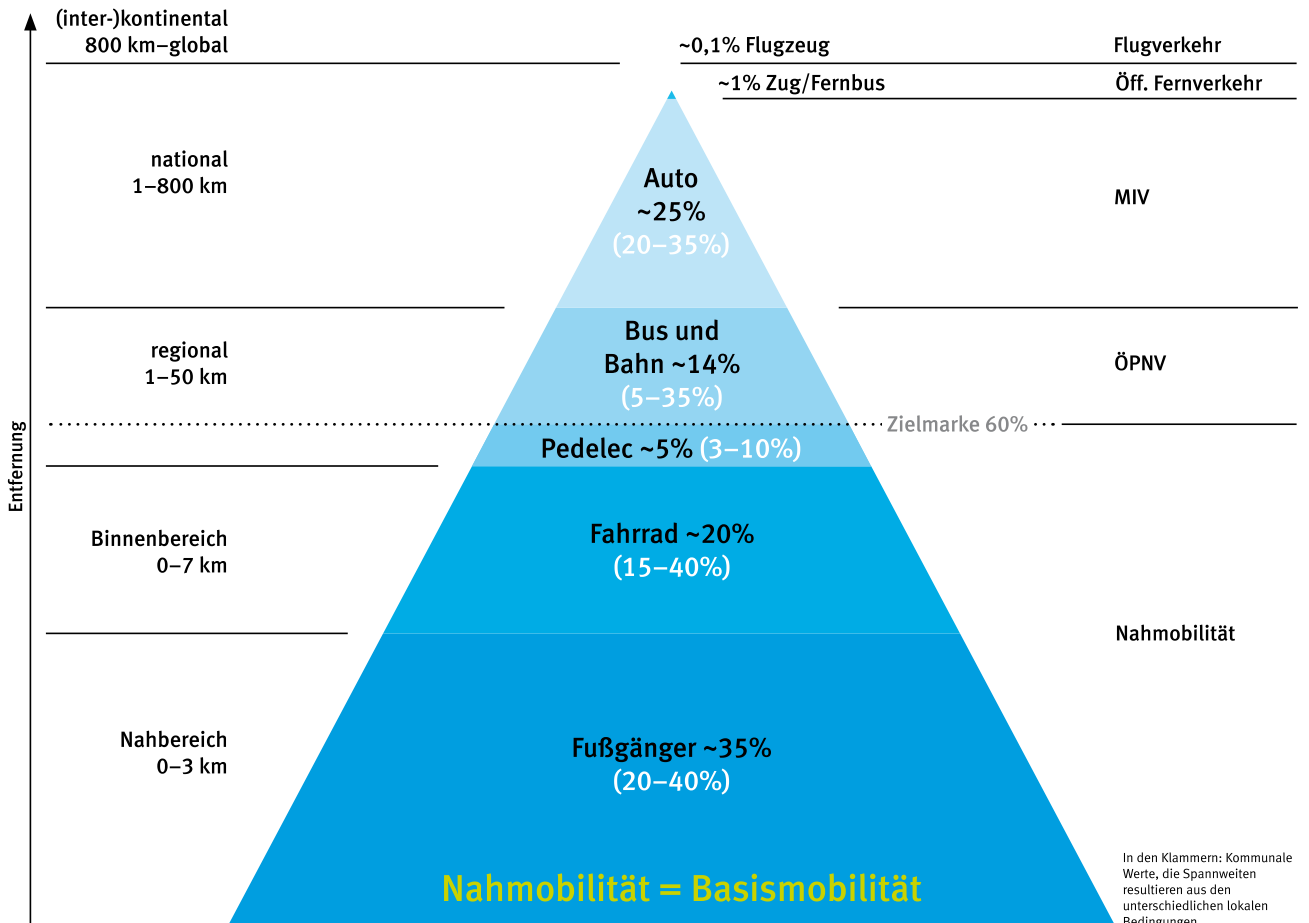 (inter-)kontinental
800 km–global
~0,1% Flugzeug
Flugverkehr
~1% Zug/Fernbus
Öff. Fernverkehr
national
1–800 km
Auto
~25%
(20–35%)
MIV
regional
1–50 km
Bus und
Bahn ~14%
(5–35%)
ÖPNV
Zielmarke 60%
Pedelec ~5% (3–10%)
Entfernung
Binnenbereich
0–7 km
Fahrrad ~20%
(15–40%)
Nahmobilität
Nahbereich
0–3 km
Fußgänger ~35%
(20–40%)
Nahmobilität = Basismobilität
In den Klammern: Kommunale
Werte, die Spannweiten
resultieren aus den
unterschiedlichen lokalen
Bedingungen